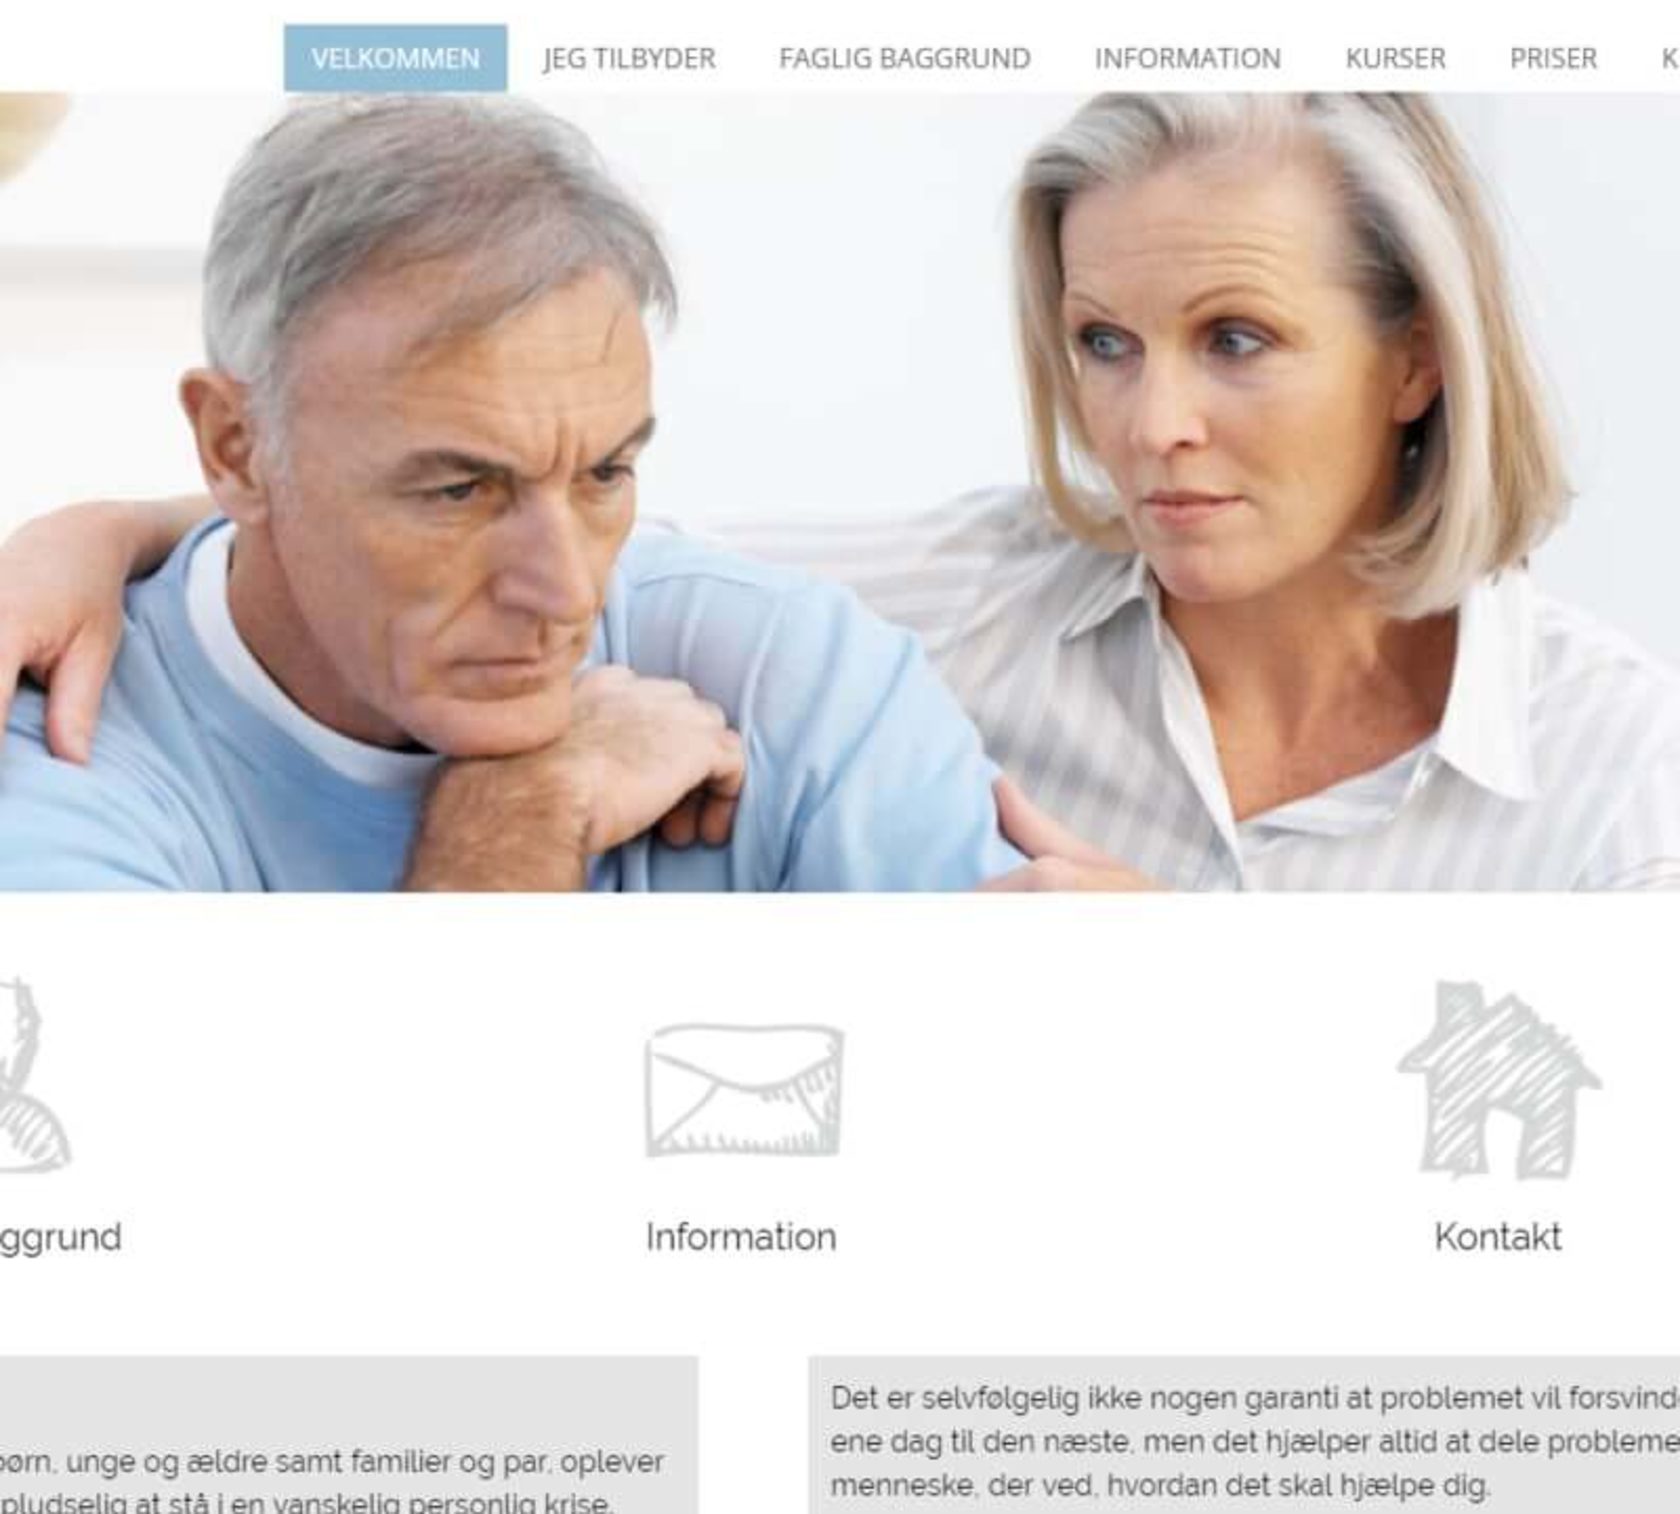 VELKOMMEN JEG TILBYDER FAGLIG BAGGRUND INFORMATION KURSER PRISER K
ggrund
Information
Kontakt
børn, unge og ældre samt familier og par, oplever
pludselig at stå i en vanskelig personlig krise.
Det er selvfølgelig ikke nogen garanti at problemet vil forsvind
ene dag til den næste, men det hjælper altid at dele probleme
menneske, der ved, hvordan det skal hjælpe dig.